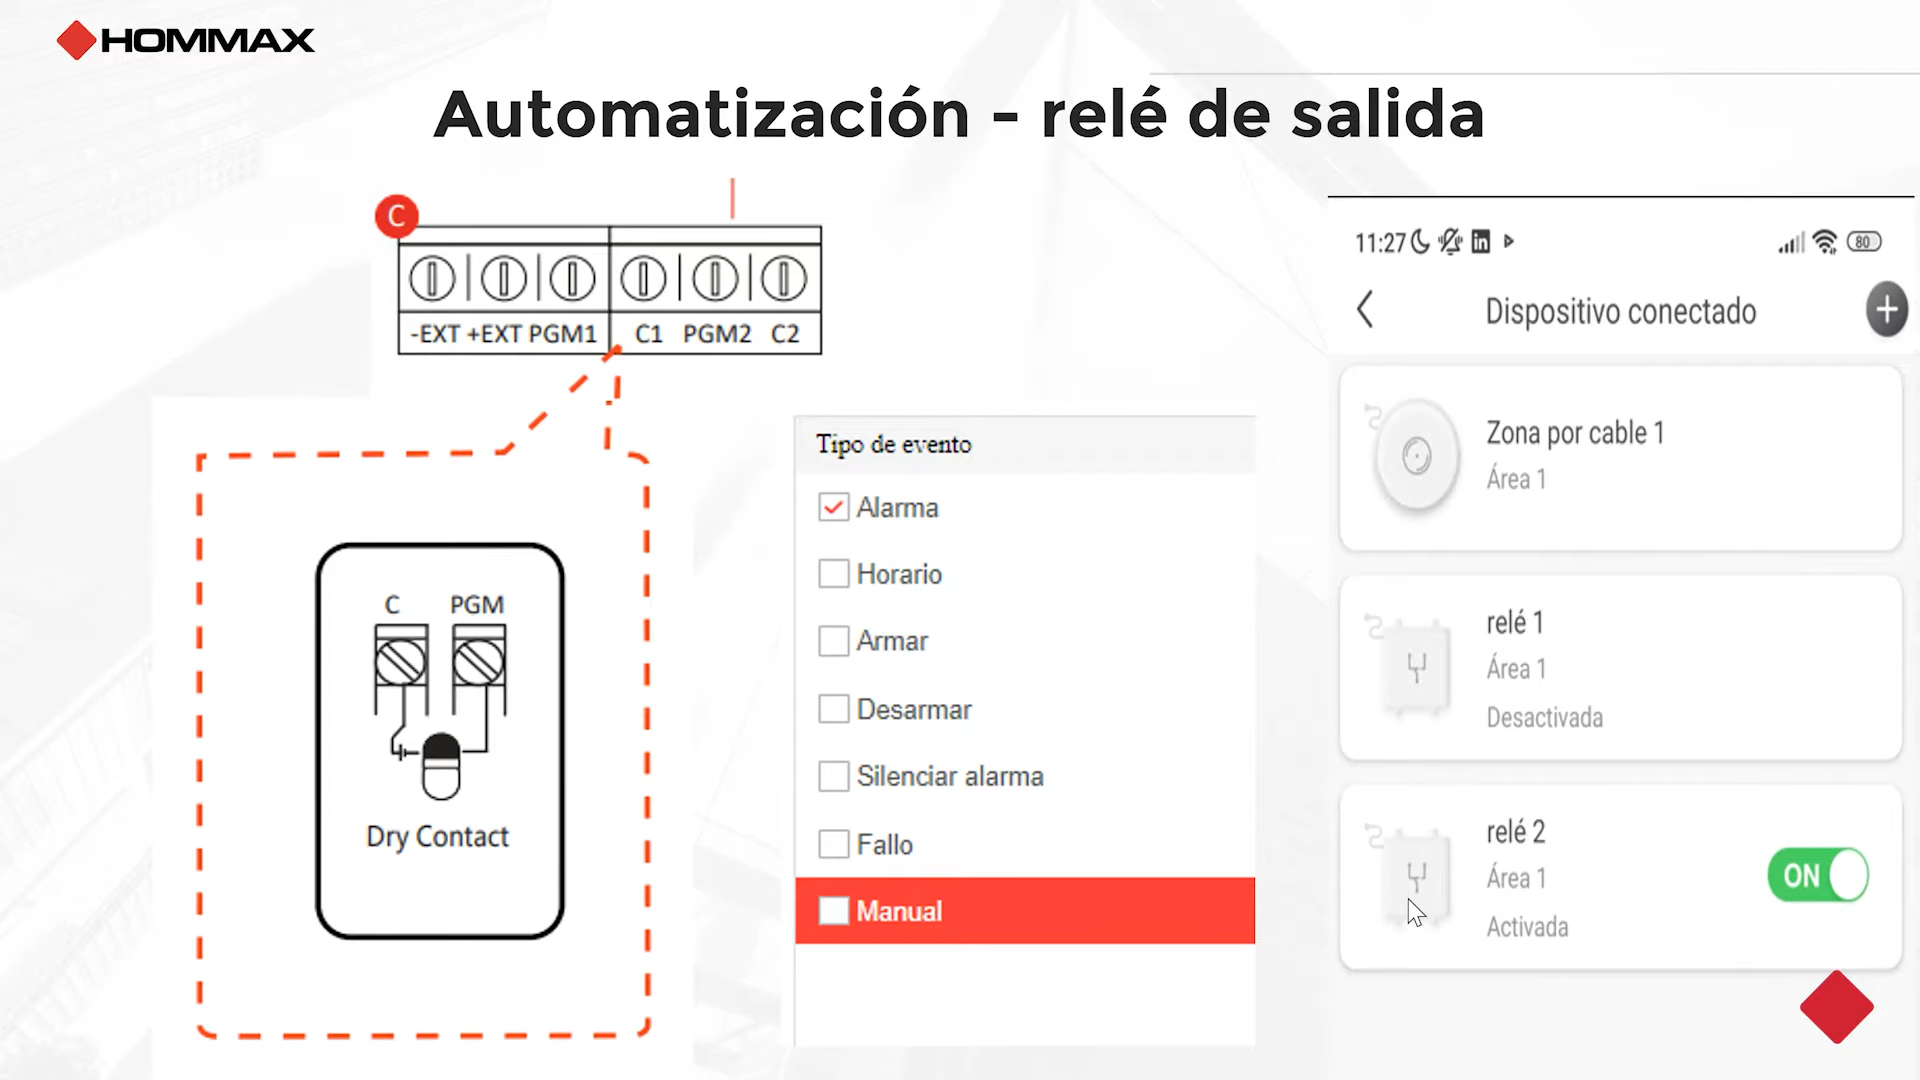 HOMMAX
Automatización - relé de salida
C
-EXT +EXT PGM1 C1 PGM2 C2
C PGM
Dry Contact
Tipo de evento
Alarma
Horario
Armar
Desarmar
Silenciar alarma
Fallo
Manual
11:27 80
Dispositivo conectado
Zona por cable 1
Área 1
relé 1
Área 1
Desactivada
relé 2
Área 1
Activada
ON